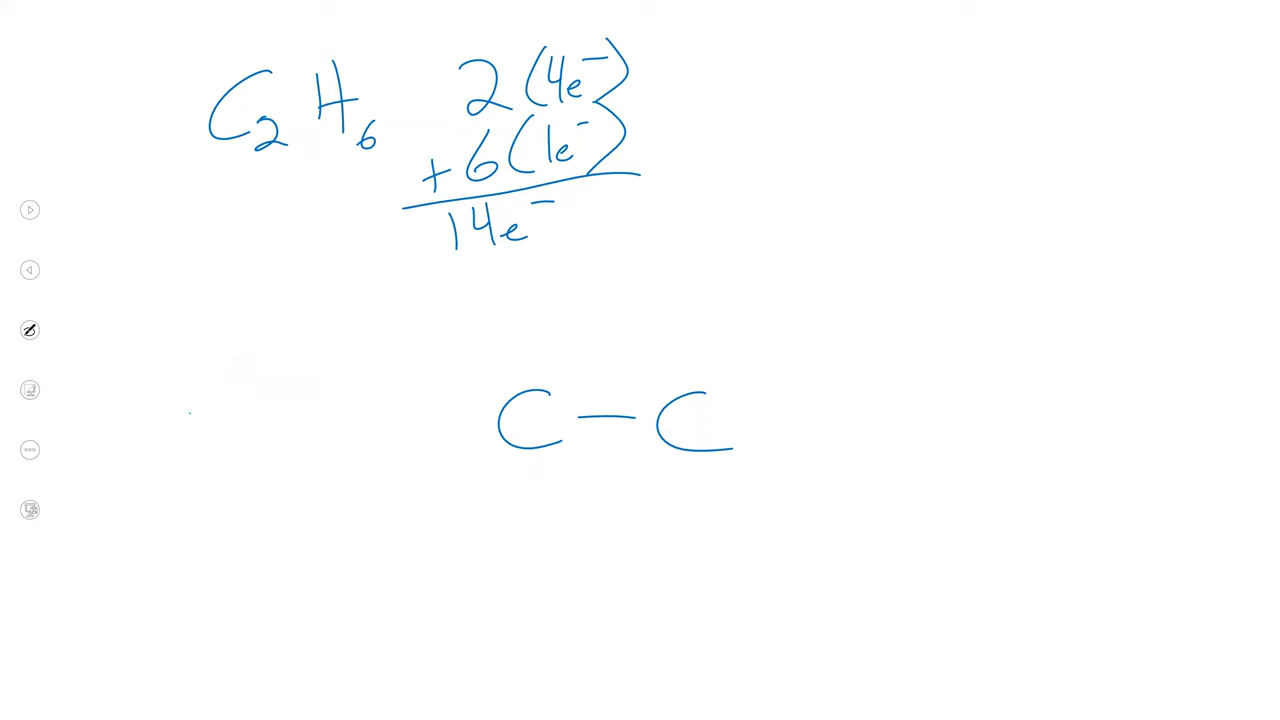 C₂H₆ 2(4e⁻)
+ 6(1e⁻)
14e⁻
C—C